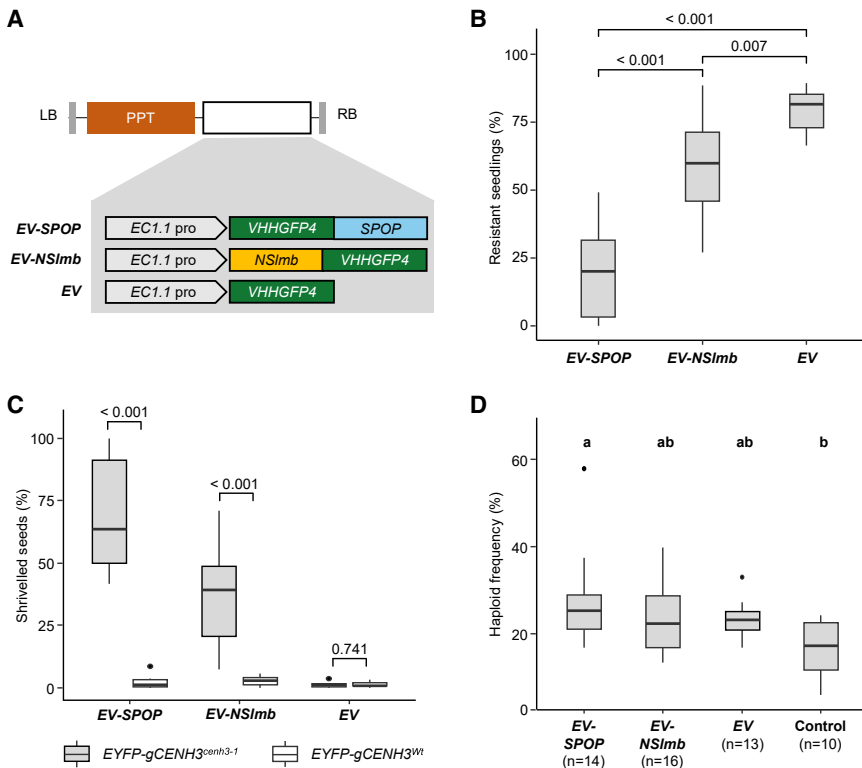 A
LB
PPT
RB
EV-SPOP
EC1.1 pro
VHHGFP4
SPOP
EV-NSlmb
EC1.1 pro
NSlmb
VHHGFP4
EV
EC1.1 pro
VHHGFP4
B
Resistant seedlings (%)
100
75
50
25
0
< 0.001
< 0.001
0.007
EV-SPOP
EV-NSlmb
EV
C
Shrivelled seeds (%)
100
75
50
25
0
< 0.001
< 0.001
0.741
EV-SPOP
EV-NSlmb
EV
EYFP-gCENH3cenh3-1
EYFP-gCENH3Wt
D
Haploid frequency (%)
60
40
20
0
a
ab
ab
b
EV-
SPOP
(n=14)
EV-
NSlmb
(n=16)
EV
(n=13)
Control
(n=10)